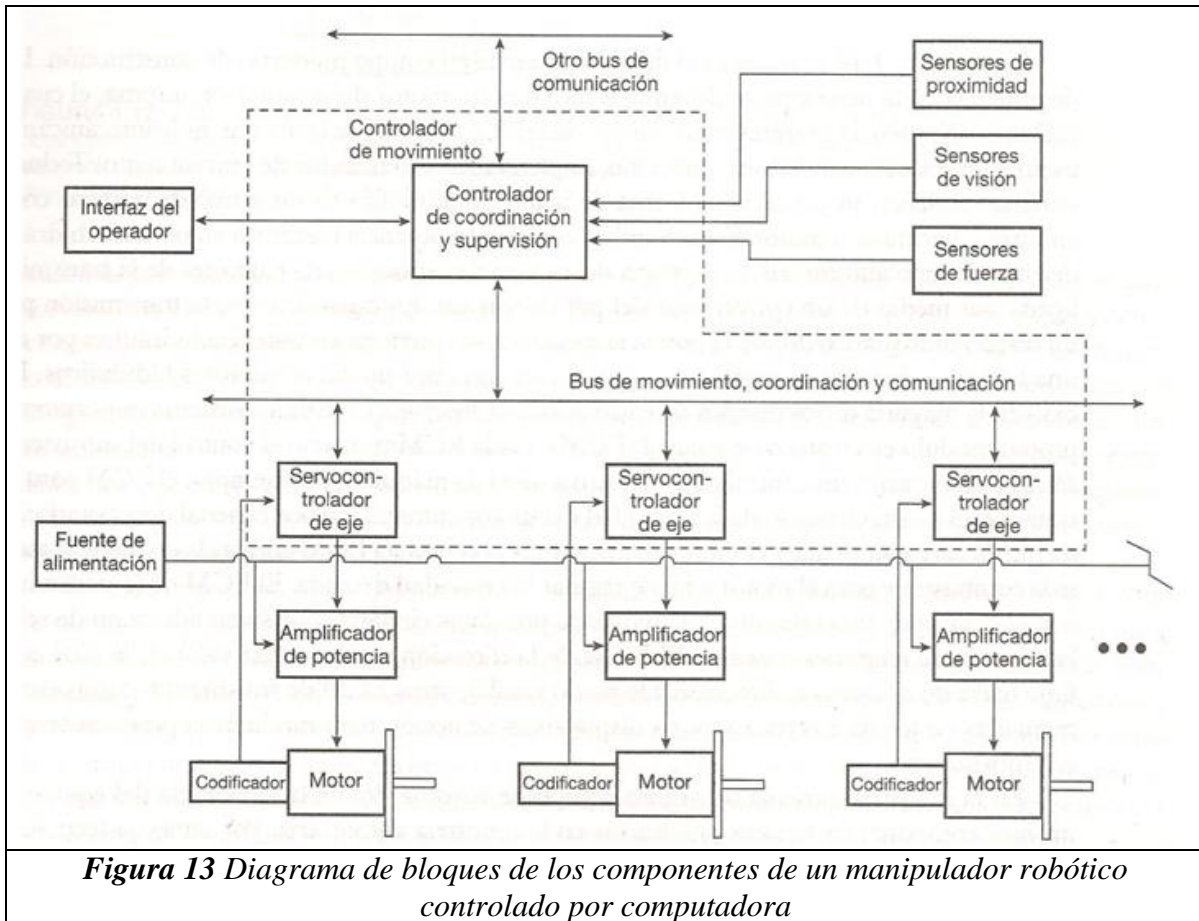 Otro bus de
comunicación
Sensores de
proximidad
Controlador
de movimiento
Sensores
de visión
Interfaz del
operador
Controlador
de coordinación
y supervisión
Sensores
de fuerza
Bus de movimiento, coordinación y comunicación
Servocon-
trolador
de eje
Servocon-
trolador
de eje
Servocon-
trolador
de eje
Fuente de
alimentación
Amplificador
de potencia
Amplificador
de potencia
Amplificador
de potencia
Codificador
Motor
Codificador
Motor
Codificador
Motor
Figura 13 Diagrama de bloques de los componentes de un manipulador robótico
controlado por computadora